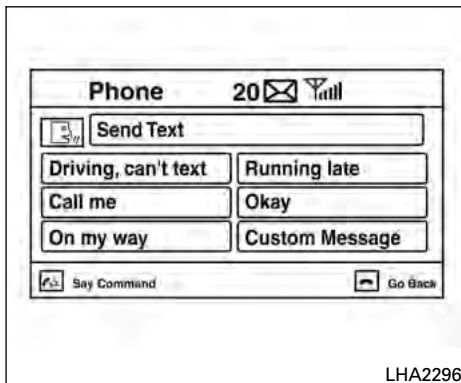 Phone 20
Send Text
Driving, can't text Running late
Call me Okay
On my way Custom Message
Say Command Go Back
LHA2296